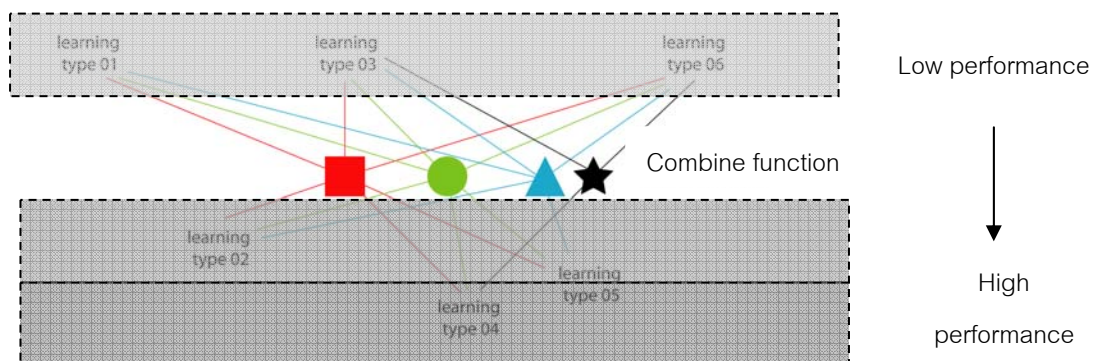 learning
type 01
learning
type 03
learning
type 06
Low performance
Combine function
learning
type 02
learning
type 05
learning
type 04
High
performance